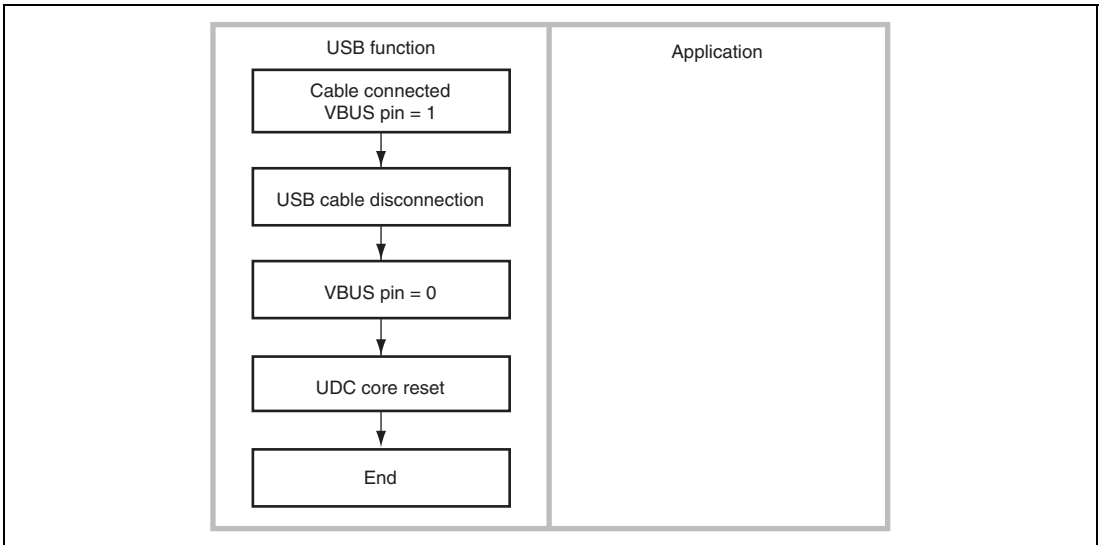 USB function
Application
Cable connected
VBUS pin = 1
USB cable disconnection
VBUS pin = 0
UDC core reset
End